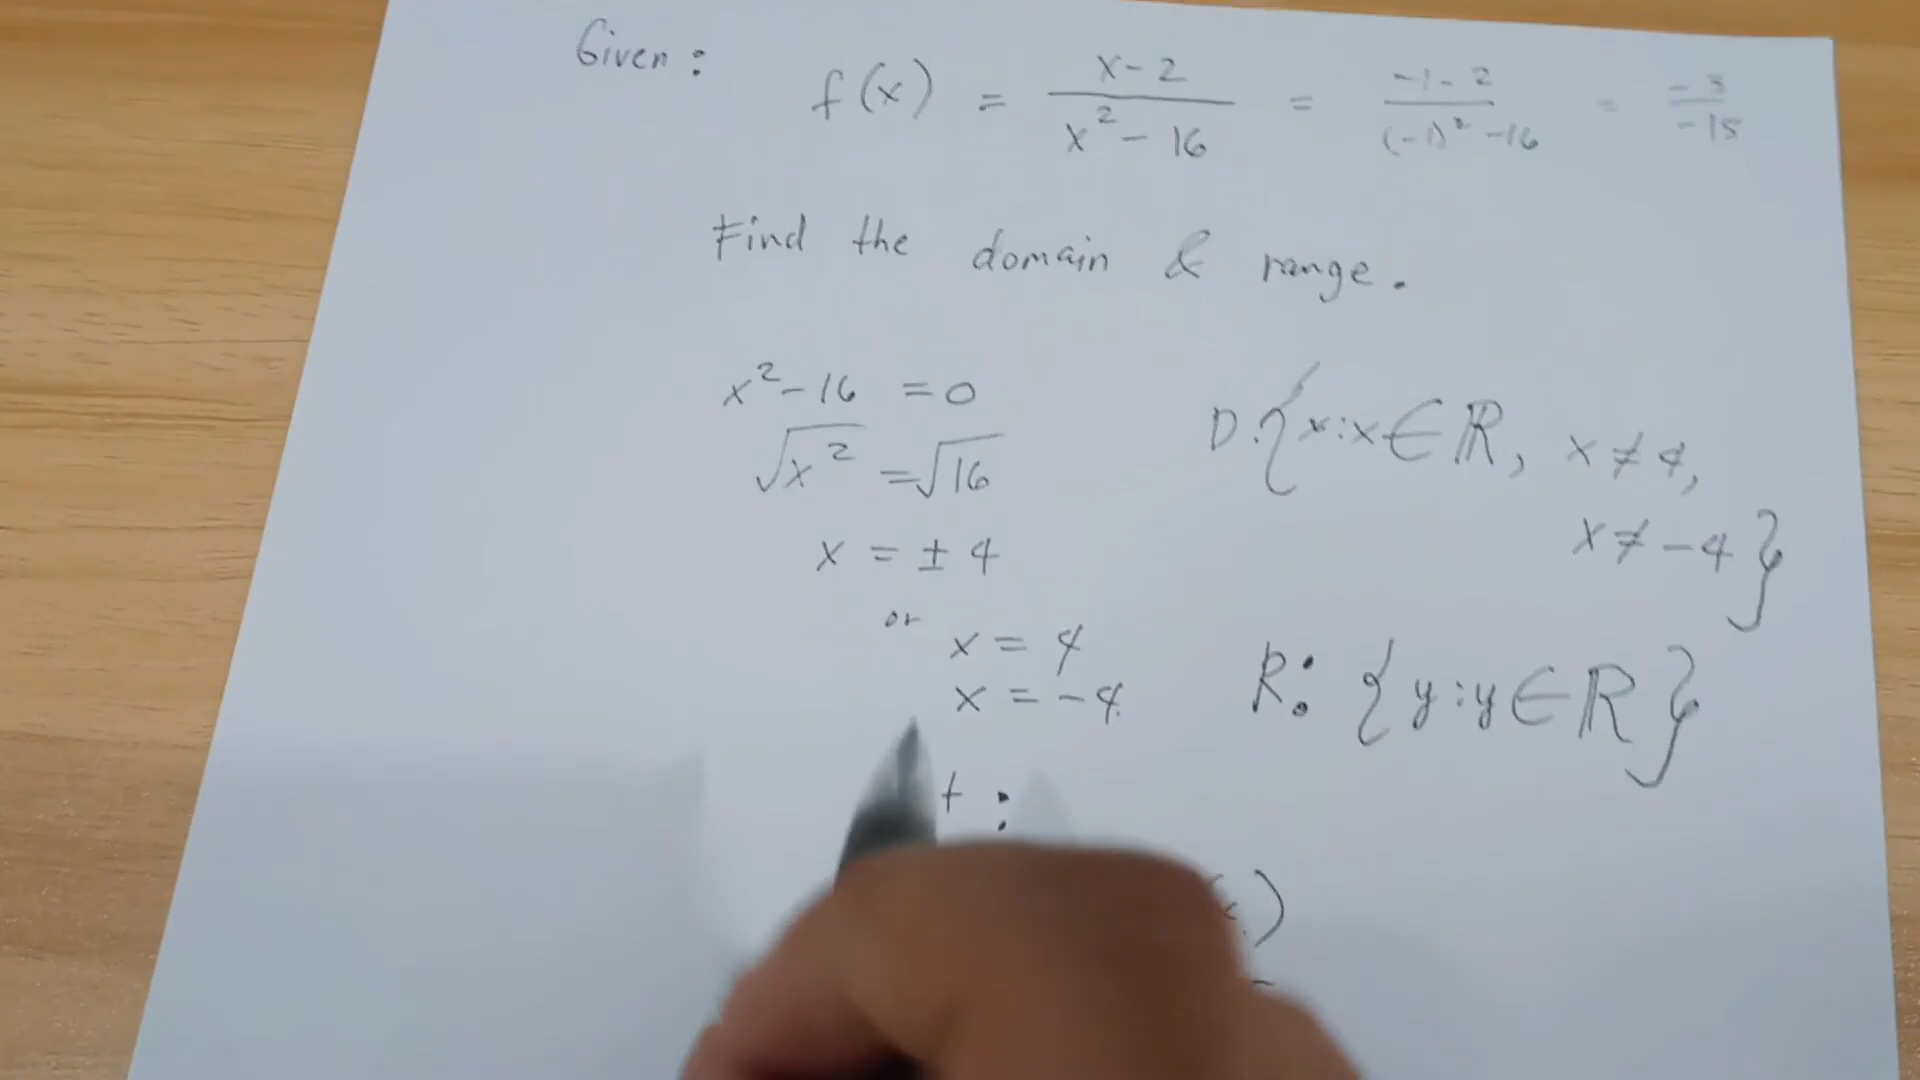 Given :
f(x) = x-2 / x² - 16 = -1-2 / (-1)² -16 = -3 / -15
Find the domain & range.
x² - 16 = 0
√x² = √16
x = ± 4
or x = 4
x = -4
D: {x:x ∈ ℝ, x ≠ 4,
x ≠ -4}
R: {y:y ∈ ℝ}